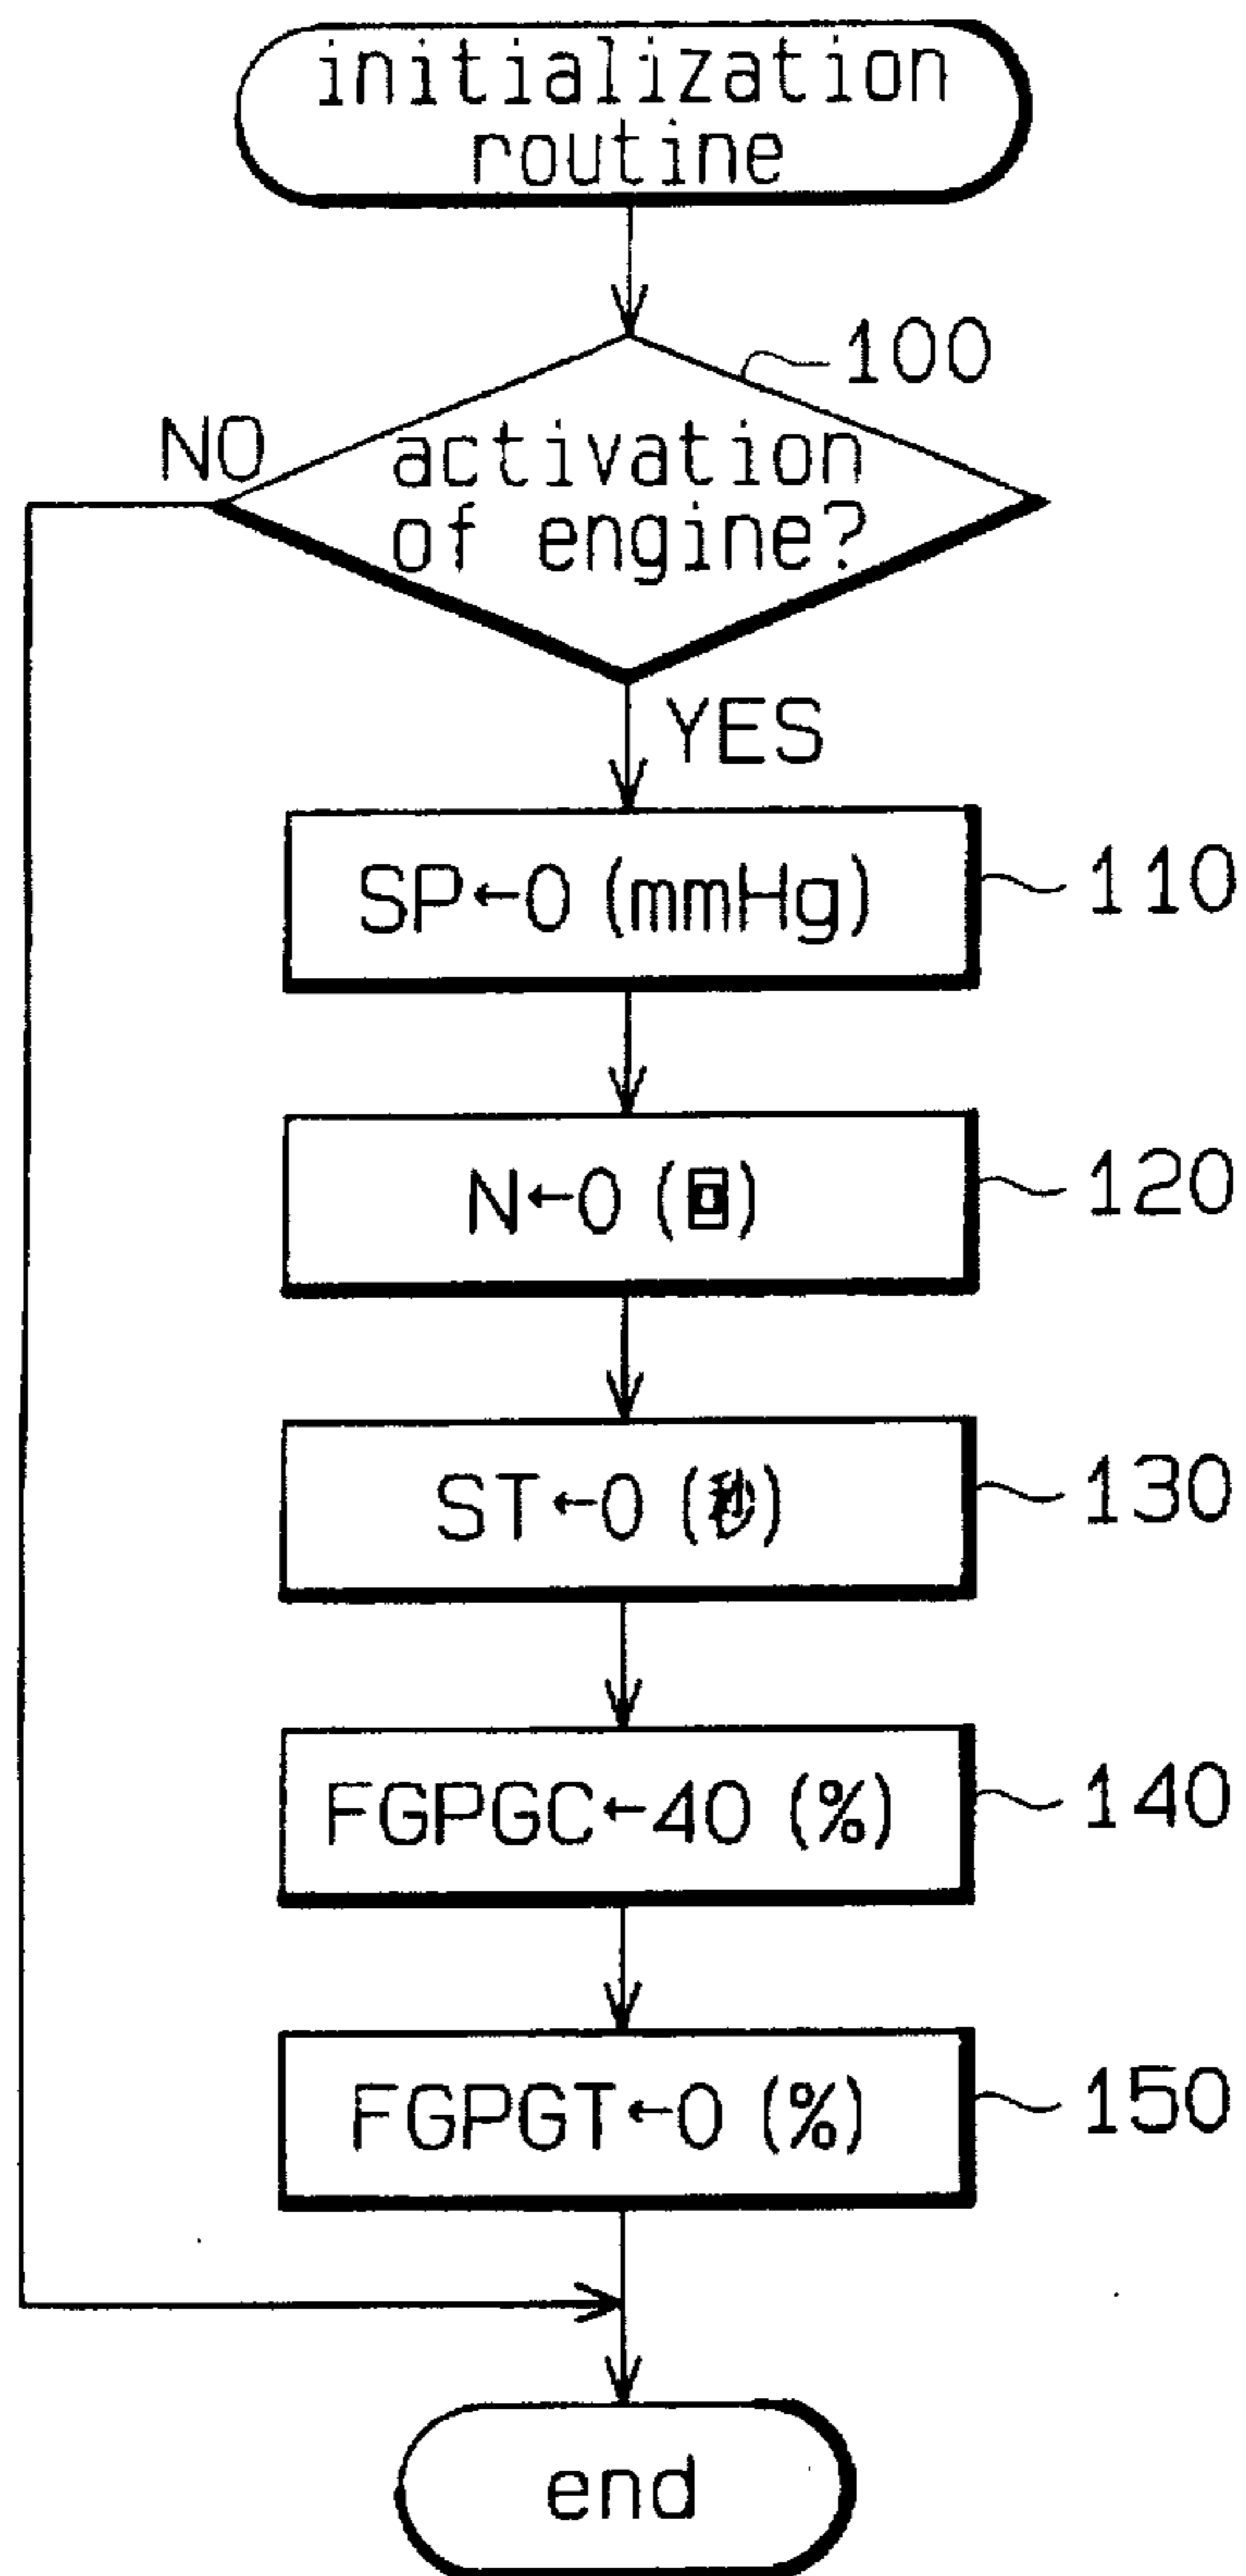 initialization
routine
100
NO
activation
of engine?
YES
SP←0 (mmHg)
110
N←0 (回)
120
ST←0 (秒)
130
FGPGC←40 (%)
140
FGPGT←0 (%)
150
end